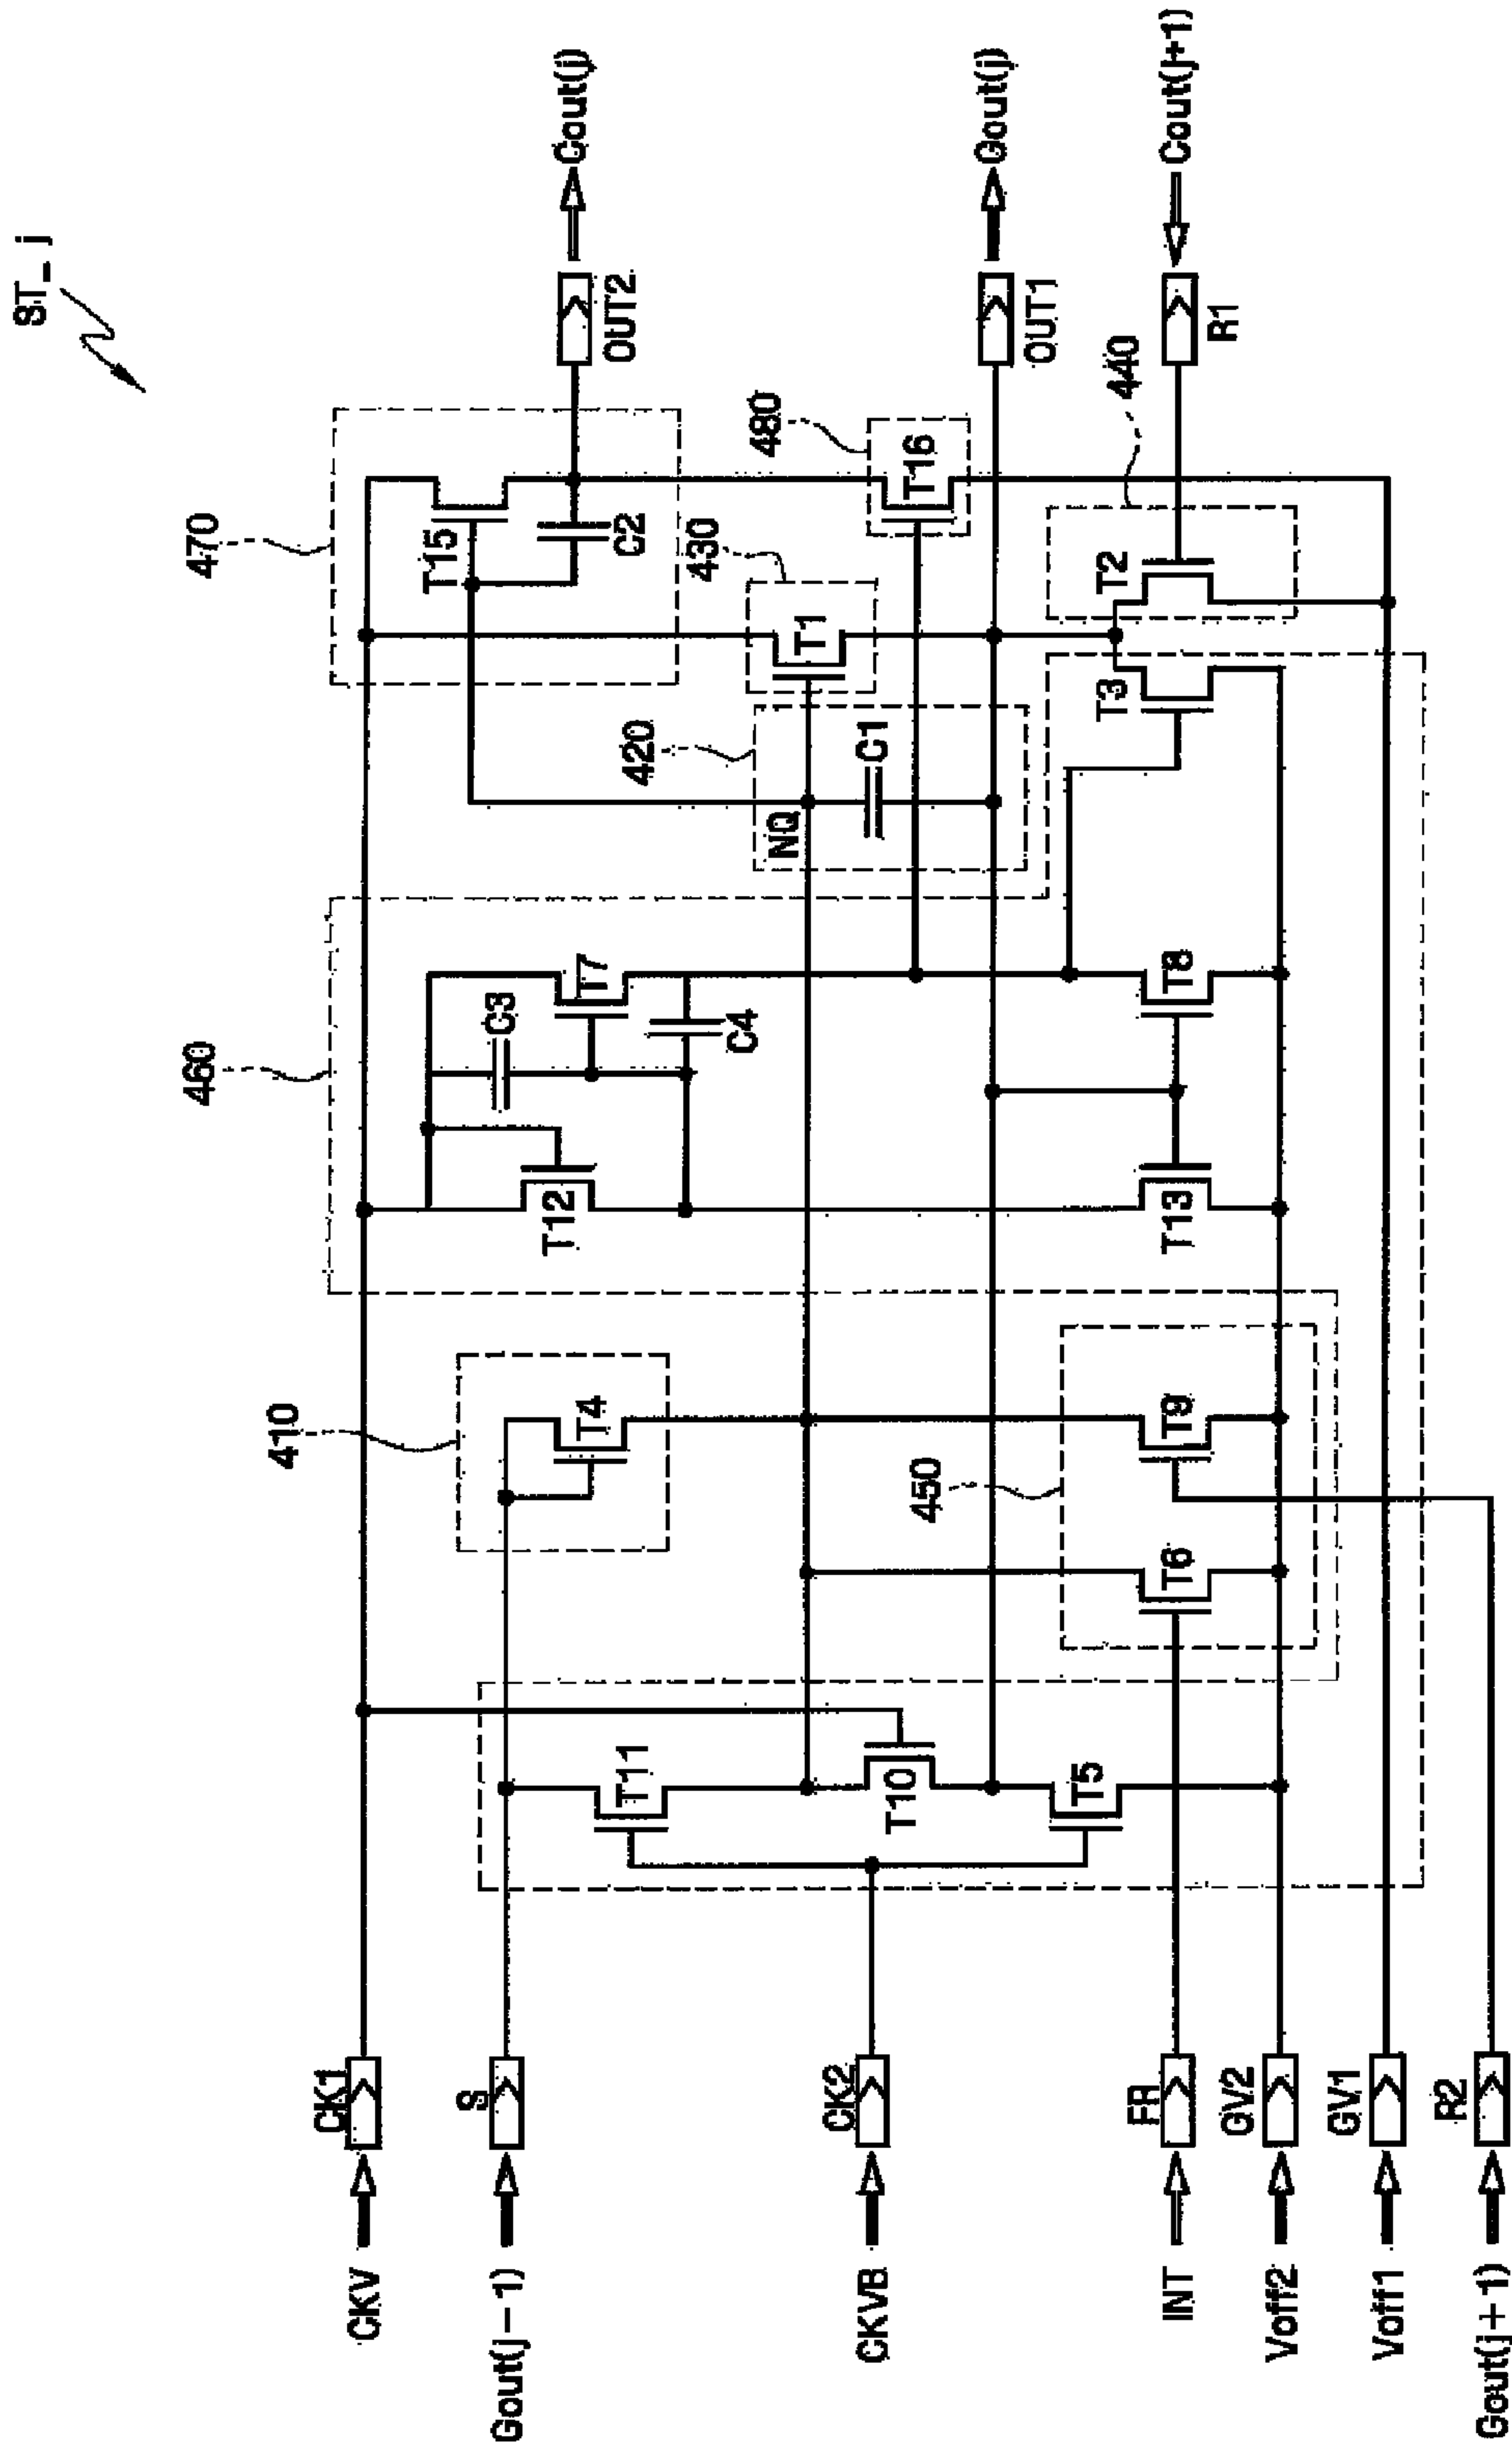 ST_j
470
T15
C2
OUT2
Cout(j)
480
T16
430
T1
OUT1
Gout(j)
420
NQ
C1
440
T2
T3
R1
Cout(j+1)
460
C3
T7
C4
T12
T8
T13
410
T4
450
T9
T6
T11
T10
T5
CKV
CK1
Gout(j-1)
S
CKVB
CK2
INT
FR
Voff2
GV2
Voff1
GV1
Gout(j+1)
R2